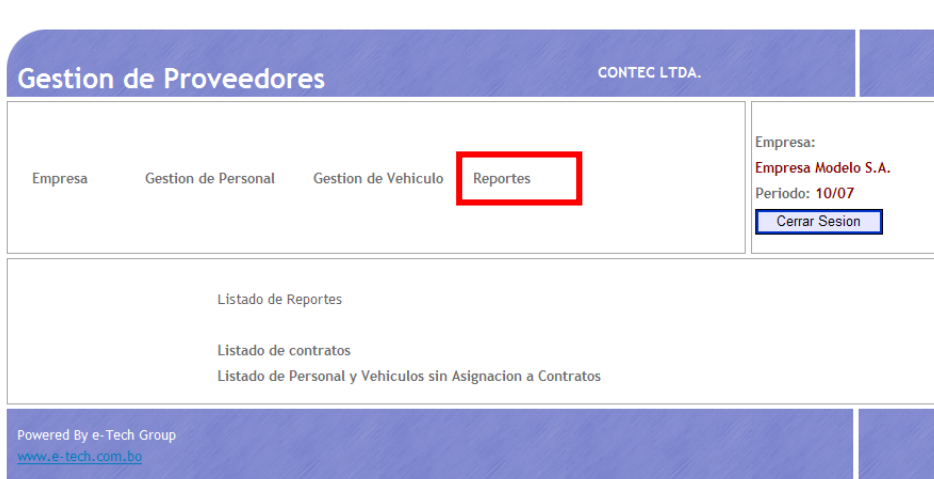 Gestion de Proveedores
CONTEC LTDA.
Empresa
Gestion de Personal
Gestion de Vehiculo
Reportes
Empresa:
Empresa Modelo S.A.
Periodo: 10/07
Cerrar Sesion
Listado de Reportes
Listado de contratos
Listado de Personal y Vehiculos sin Asignacion a Contratos
Powered By e-Tech Group
www.e-tech.com.bo